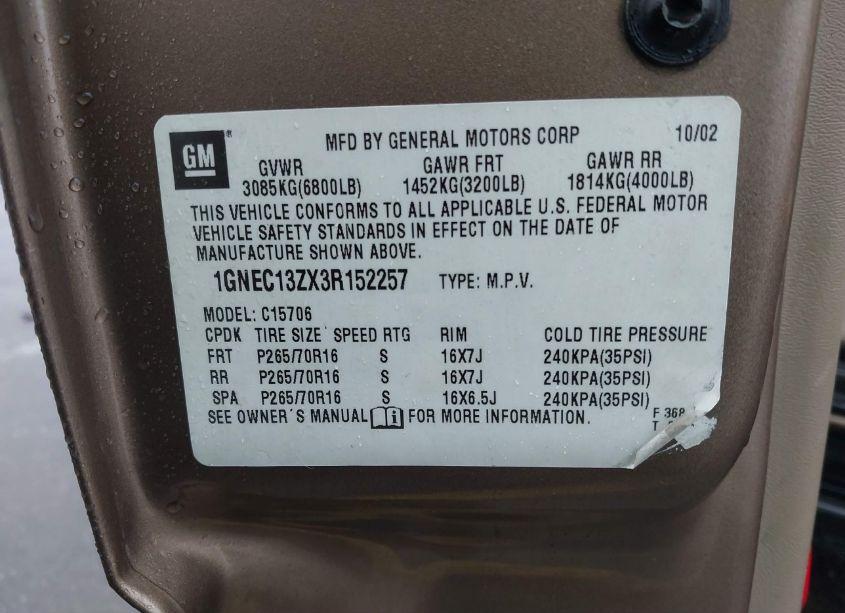 GM ® MFD BY GENERAL MOTORS CORP 10/02
GVWR GAWR FRT GAWR RR
3085KG(6800LB) 1452KG(3200LB) 1814KG(4000LB)
THIS VEHICLE CONFORMS TO ALL APPLICABLE U.S. FEDERAL MOTOR
VEHICLE SAFETY STANDARDS IN EFFECT ON THE DATE OF
MANUFACTURE SHOWN ABOVE.
1GNEC13ZX3R152257 TYPE: M.P.V.
MODEL: C15706
CPDK TIRE SIZE SPEED RTG RIM COLD TIRE PRESSURE
FRT P265/70R16 S 16X7J 240KPA(35PSI)
RR P265/70R16 S 16X7J 240KPA(35PSI)
SPA P265/70R16 S 16X6.5J 240KPA(35PSI)
SEE OWNER'S MANUAL FOR MORE INFORMATION. F 368
T